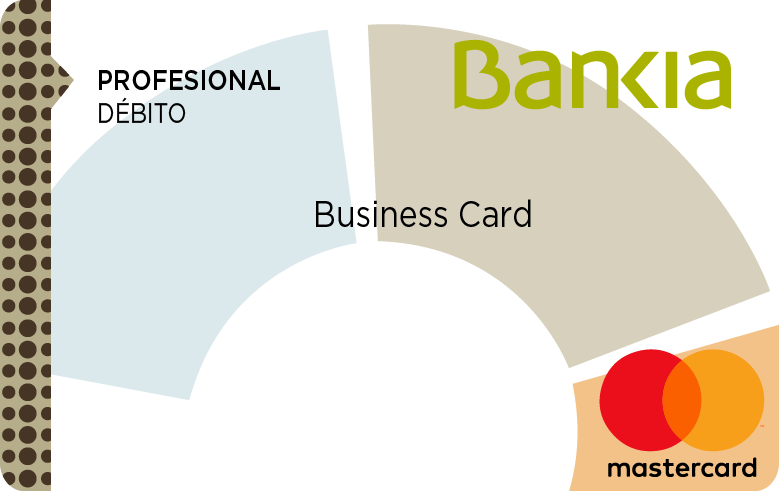 PROFESIONAL
DÉBITO
Bankia
Business Card
mastercard